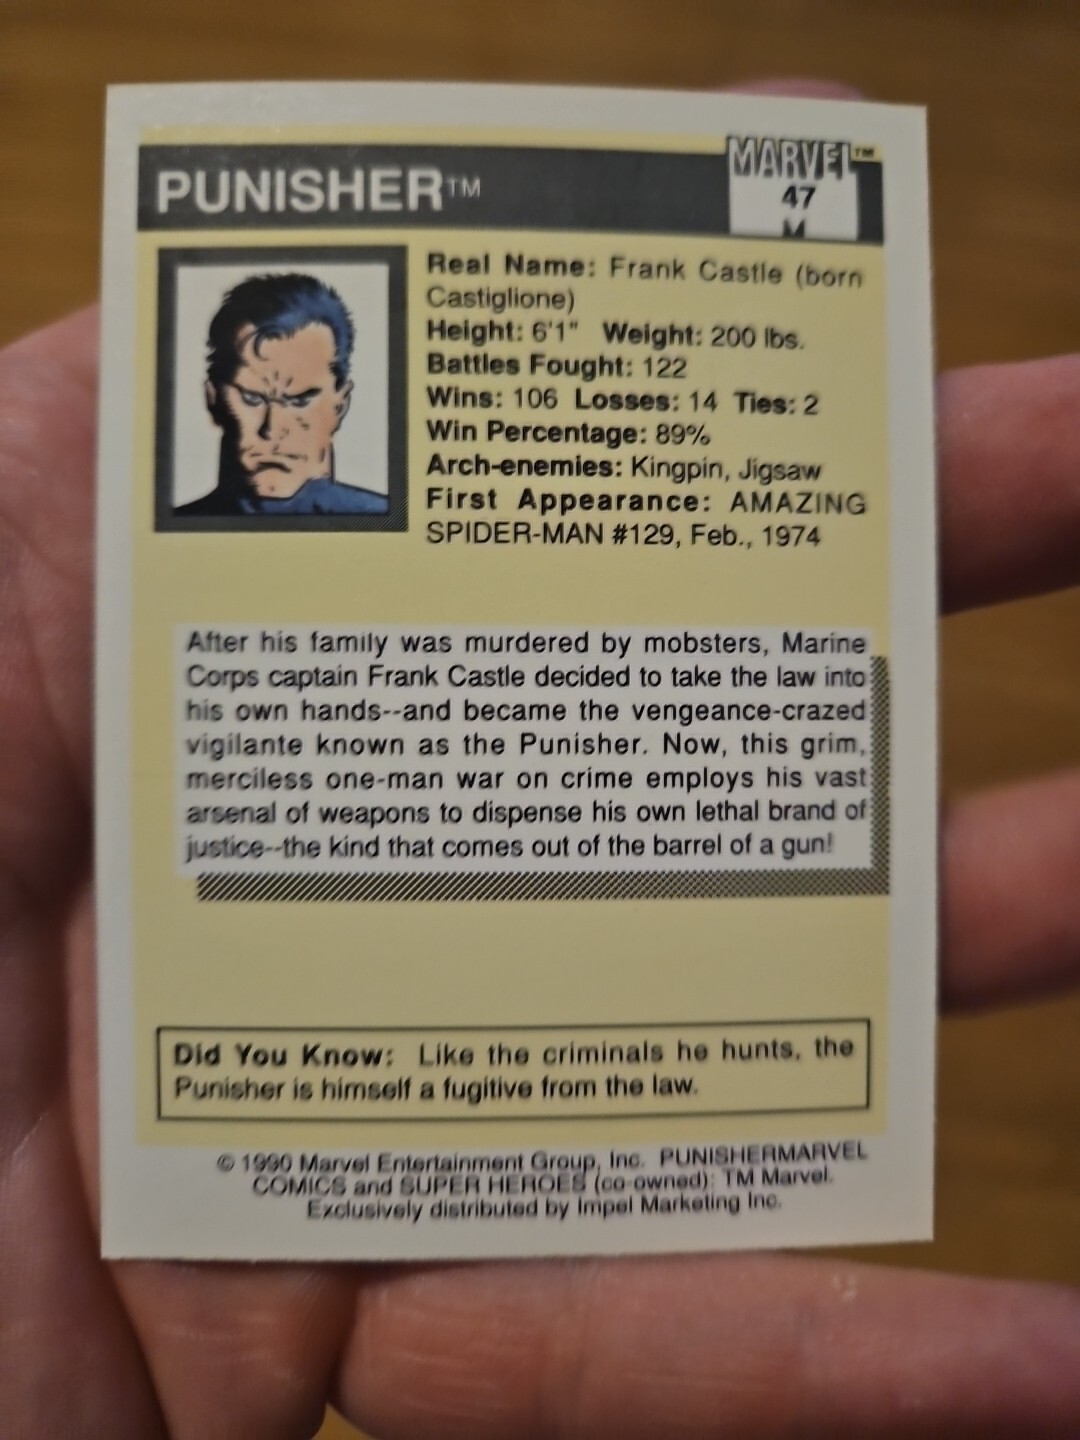 PUNISHER™
MARVEL™
47
M
Real Name: Frank Castle (born
Castiglione)
Height: 6'1" Weight: 200 lbs.
Battles Fought: 122
Wins: 106 Losses: 14 Ties: 2
Win Percentage: 89%
Arch-enemies: Kingpin, Jigsaw
First Appearance: AMAZING
SPIDER-MAN #129, Feb., 1974
After his family was murdered by mobsters, Marine
Corps captain Frank Castle decided to take the law into
his own hands--and became the vengeance-crazed
vigilante known as the Punisher. Now, this grim,
merciless one-man war on crime employs his vast
arsenal of weapons to dispense his own lethal brand of
justice--the kind that comes out of the barrel of a gun!
Did You Know: Like the criminals he hunts, the
Punisher is himself a fugitive from the law.
© 1990 Marvel Entertainment Group, Inc. PUNISHERMARVEL
COMICS and SUPER HEROES (co-owned): TM Marvel.
Exclusively distributed by Impel Marketing Inc.